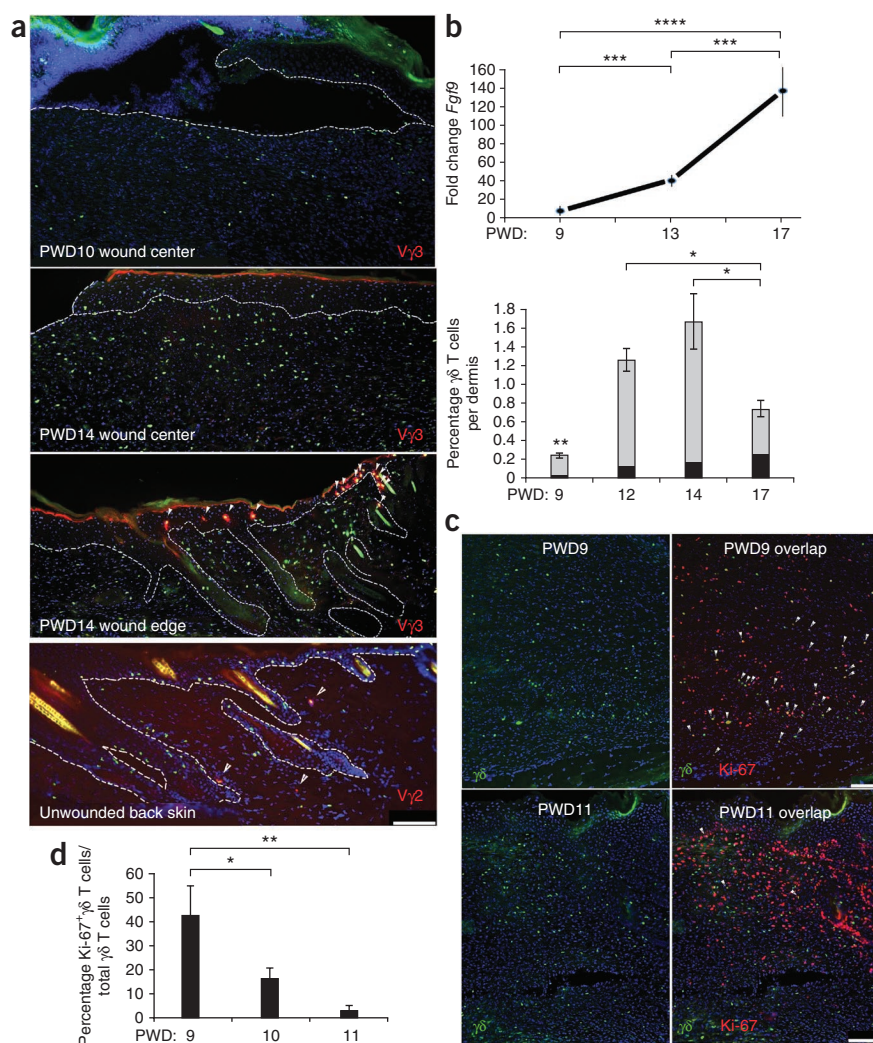 a
PWD10 wound center
Vγ3
PWD14 wound center
Vγ3
PWD14 wound edge
Vγ3
Unwounded back skin
Vγ2
b
****
***
***
Fold change Fgf9
160
140
120
100
80
60
40
20
0
PWD:
9
13
17
*
*
Percentage γδ T cells
per dermis
1.8
1.6
1.4
1.2
1.0
0.8
0.6
0.4
0.2
0
**
PWD: 9
12
14
17
c
PWD9
PWD9 overlap
γδ
γδ
Ki-67
PWD11
PWD11 overlap
γδ
γδ
Ki-67
d
**
*
Percentage Ki-67+γδ T cells/
total γδ T cells
60
50
40
30
20
10
0
PWD: 9
10
11